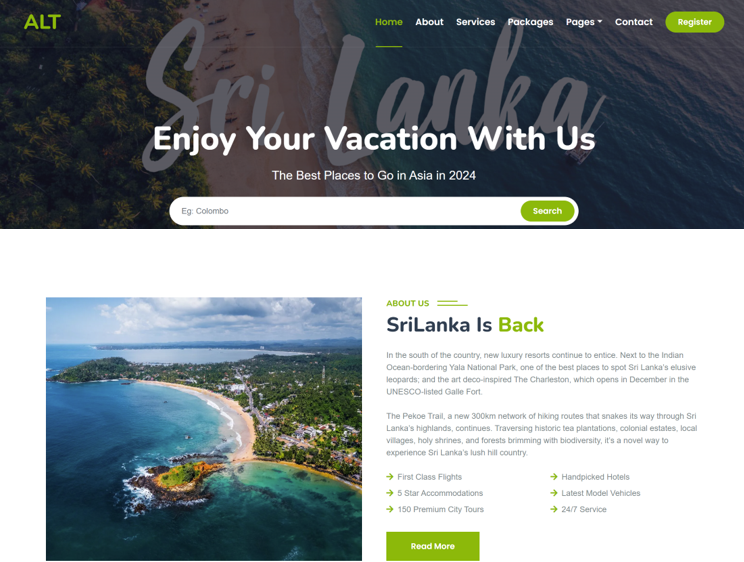 ALT
Home About Services Packages Pages Contact Register
Sri Lanka
Enjoy Your Vacation With Us
The Best Places to Go in Asia in 2024
Eg: Colombo Search
ABOUT US
SriLanka Is Back
In the south of the country, new luxury resorts continue to entice. Next to the Indian
Ocean-bordering Yala National Park, one of the best places to spot Sri Lanka's elusive
leopards; and the art deco-inspired The Charleston, which opens in December in the
UNESCO-listed Galle Fort.
The Pekoe Trail, a new 300km network of hiking routes that snakes its way through Sri
Lanka's highlands, continues. Traversing historic tea plantations, colonial estates, local
villages, holy shrines, and forests brimming with biodiversity, it's a novel way to
experience Sri Lanka's lush hill country.
First Class Flights Handpicked Hotels
5 Star Accommodations Latest Model Vehicles
150 Premium City Tours 24/7 Service
Read More